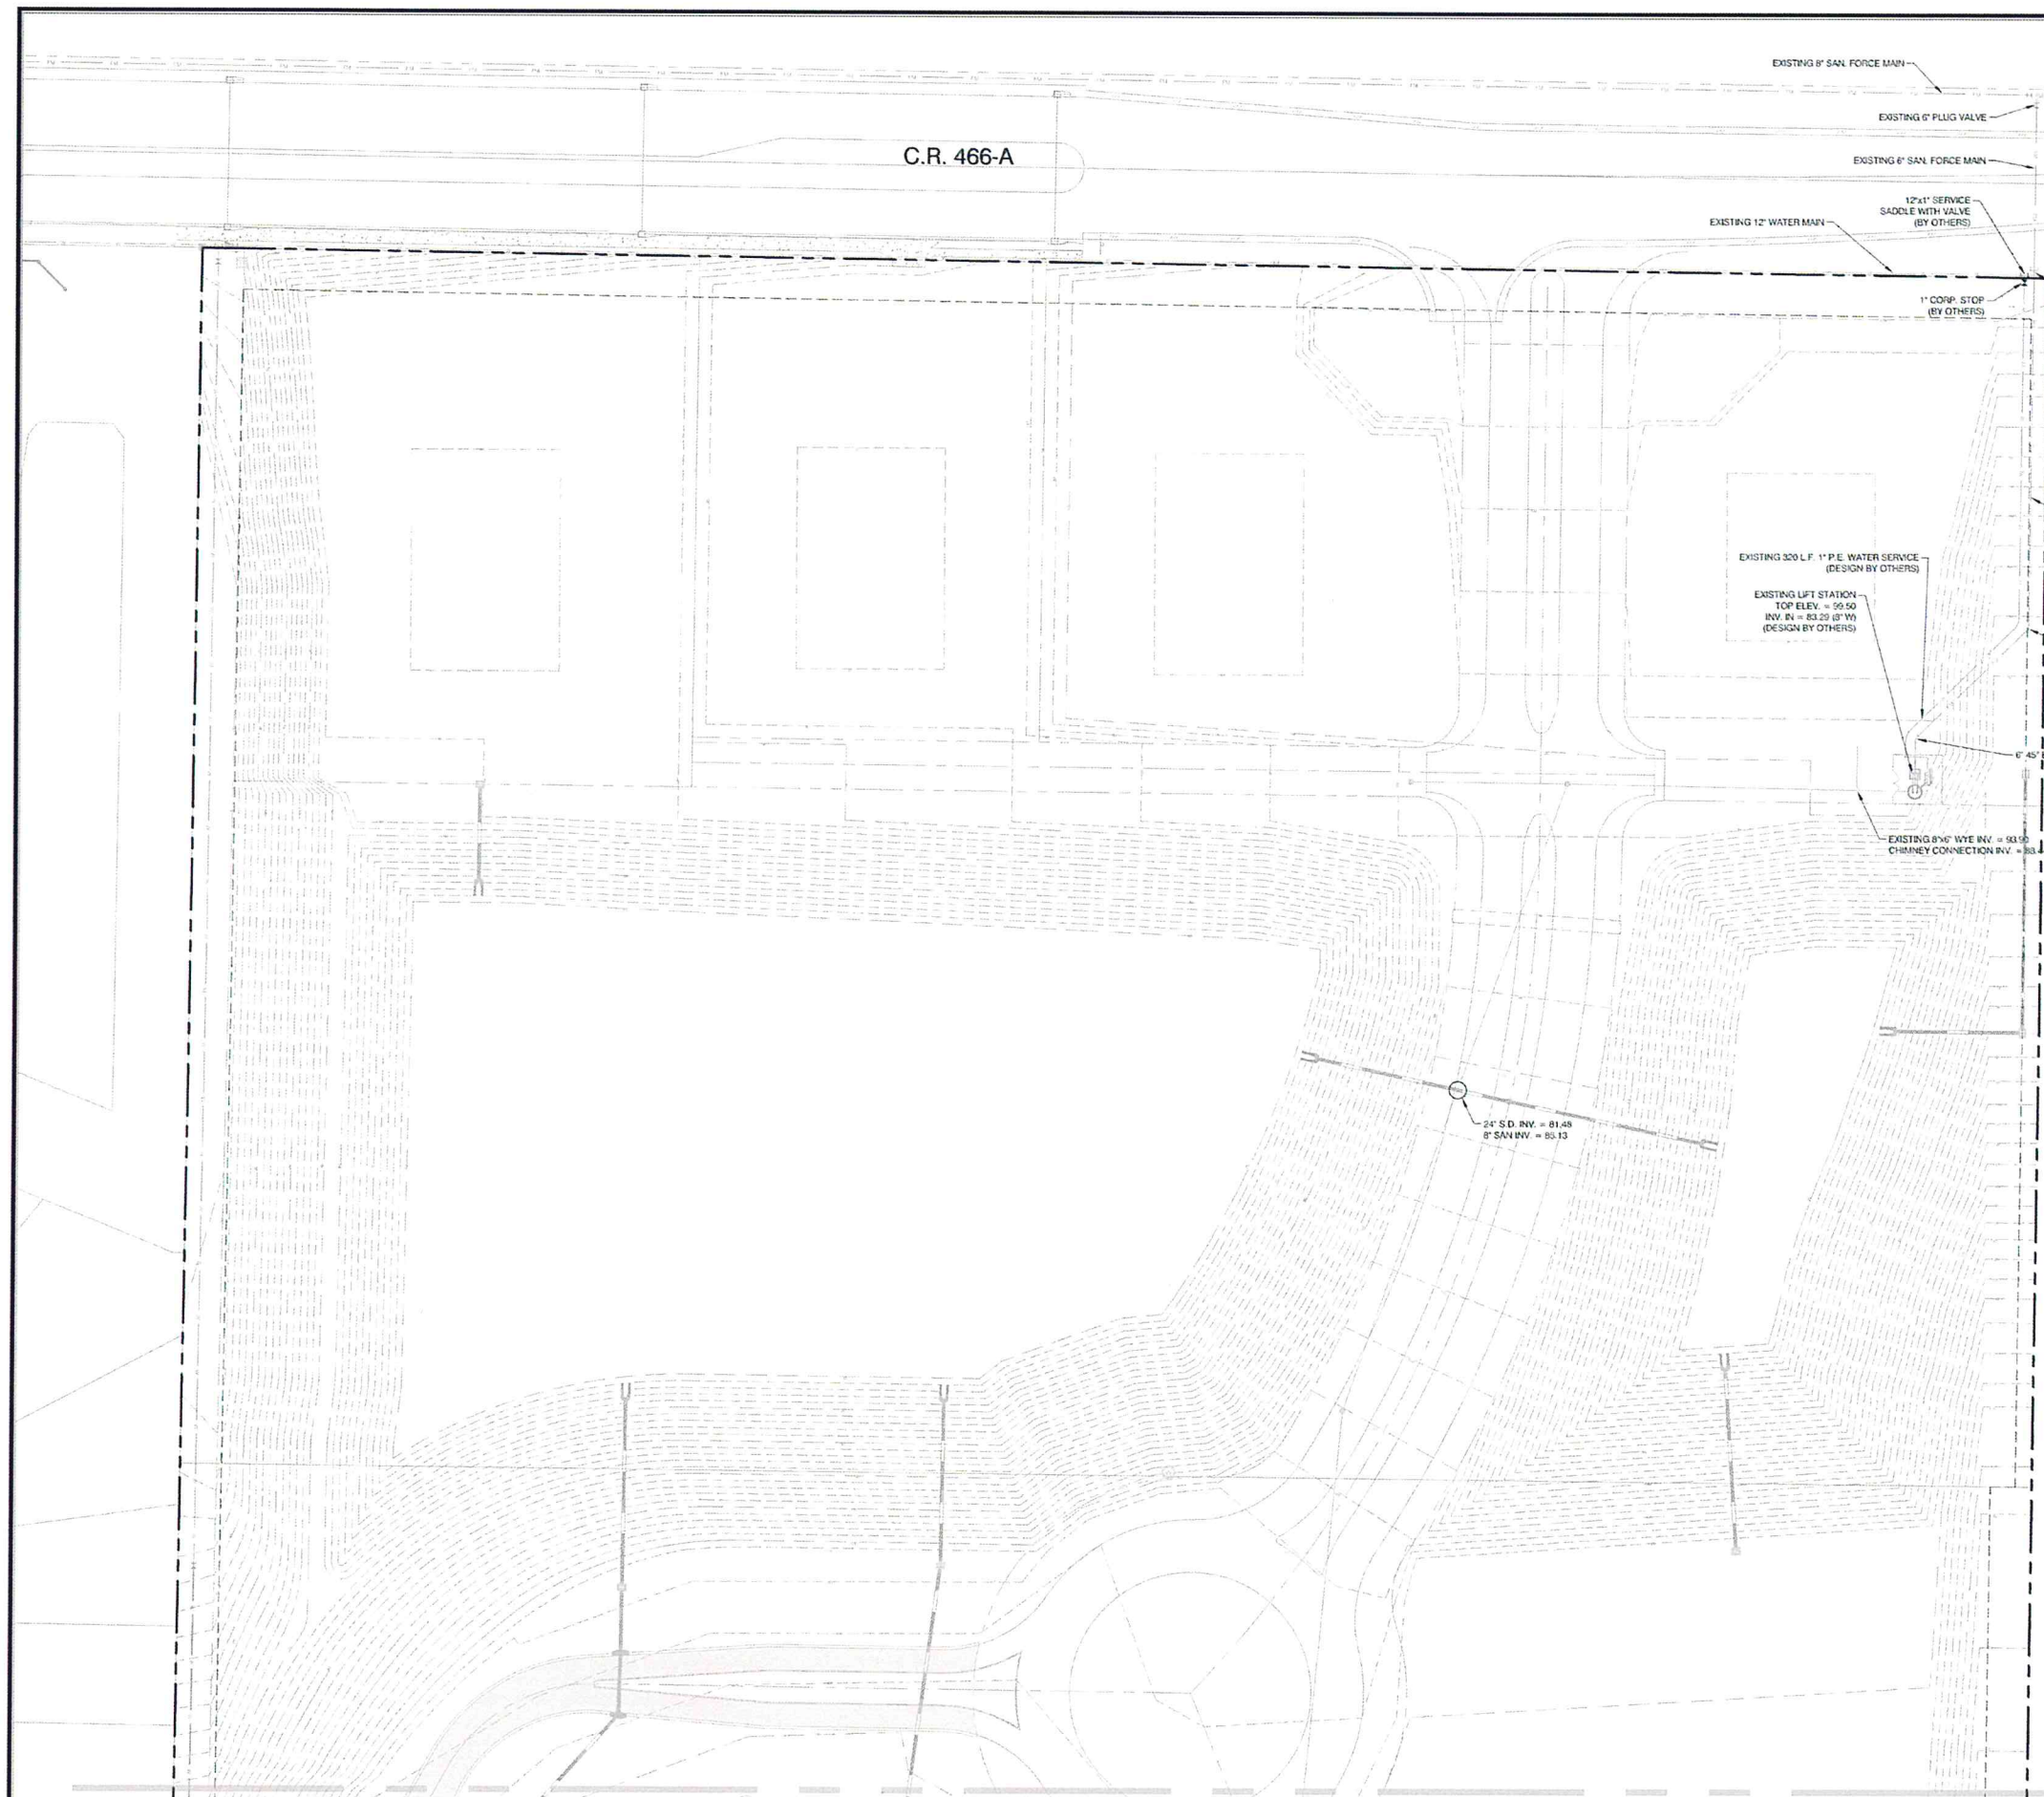 EXISTING 8" SAN. FORCE MAIN
EXISTING 6" PLUG VALVE
C.R. 466-A
EXISTING 6" SAN. FORCE MAIN
12"x1" SERVICE
SADDLE WITH VALVE
(BY OTHERS)
EXISTING 12" WATER MAIN
1" CORP. STOP
(BY OTHERS)
EXISTING 320 L.F. 1" P.E. WATER SERVICE
(DESIGN BY OTHERS)
EXISTING LIFT STATION
TOP ELEV. = 99.50
INV. IN = 83.29 (8" W)
(DESIGN BY OTHERS)
6" 45°
EXISTING 8"x6" WYE INV. = 93.90
CHIMNEY CONNECTION INV. =
24" S.D. INV. = 81.48
8" SAN INV. = 85.13